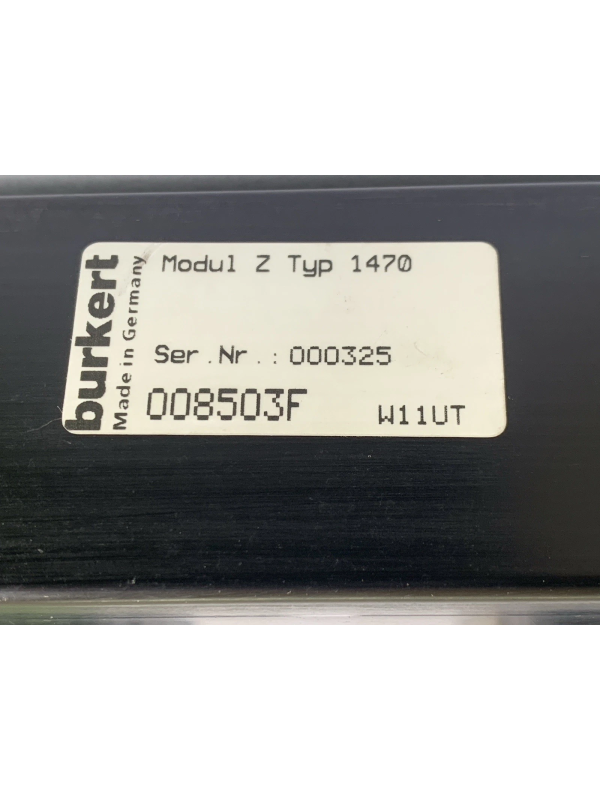 burkert
Made in Germany
Modul Z Typ 1470
Ser.Nr.: 000325
008503F W11UT